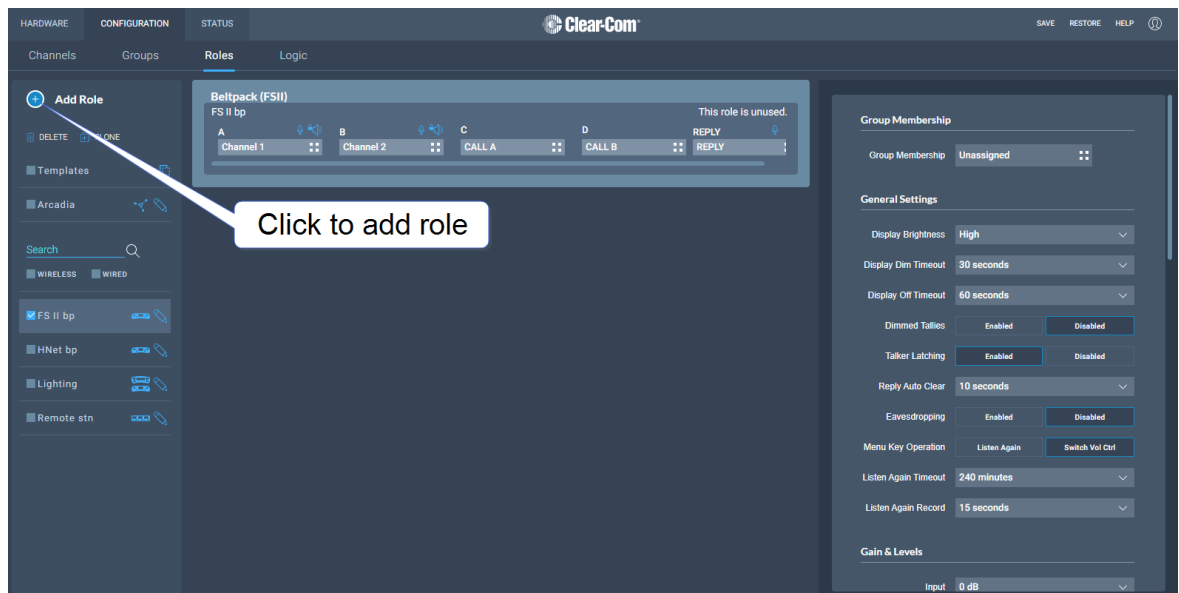 HARDWARE CONFIGURATION STATUS Clear-Com SAVE RESTORE HELP
Channels Groups Roles Logic
Add Role
DELETE CLONE
Templates
Arcadia
Search
WIRELESS WIRED
FS II bp
HNet bp
Lighting
Remote stn
Click to add role
Beltpack (FSII)
FS II bp This role is unused.
A B C D REPLY
Channel 1 Channel 2 CALL A CALL B REPLY
Group Membership
Group Membership Unassigned
General Settings
Display Brightness High
Display Dim Timeout 30 seconds
Display Off Timeout 60 seconds
Dimmed Tallies Enabled Disabled
Talker Latching Enabled Disabled
Reply Auto Clear 10 seconds
Eavesdropping Enabled Disabled
Menu Key Operation Listen Again Switch Vol Ctrl
Listen Again Timeout 240 minutes
Listen Again Record 15 seconds
Gain & Levels
Input 0 dB